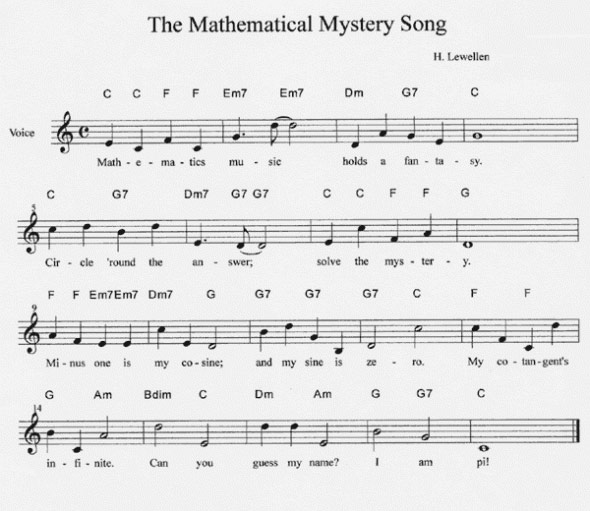 The Mathematical Mystery Song
H. Lewellen
C C F F Em7 Em7 Dm G7 C
Voice
Math - e - ma - tics mu - sic holds a fan - ta - sy.
C G7 Dm7 G7 G7 C C F F G
5
Cir - cle 'round the an - swer; solve the mys - ter - y.
F F Em7 Em7 Dm7 G G7 G7 G7 C F F
9
Mi - nus one is my co - sine; and my sine is ze - ro. My co - tan - gent's
G Am Bdim C Dm Am G G7 C
14
in - fi - nite. Can you guess my name? I am pi!